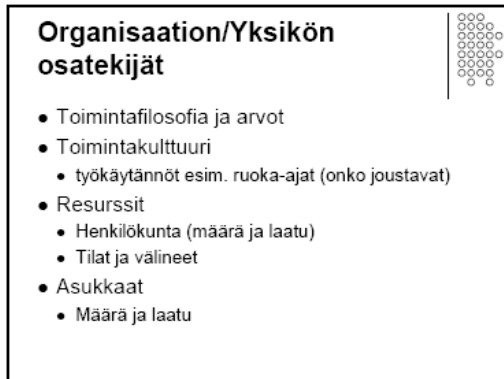 Organisaation/Yksikön
osatekijät
● Toimintafilosofia ja arvot
● Toimintakulttuuri
● työkäytännöt esim. ruoka-ajat (onko joustavat)
● Resurssit
● Henkilökunta (määrä ja laatu)
● Tilat ja välineet
● Asukkaat
● Määrä ja laatu